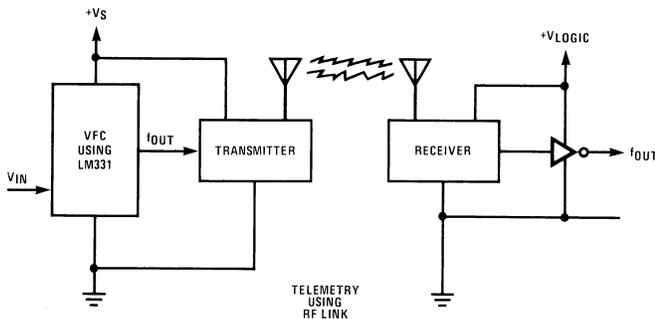 +VS
+VLOGIC
VFC
USING
LM331
fOUT
TRANSMITTER
RECEIVER
fOUT
VIN
TELEMETRY
USING
RF LINK